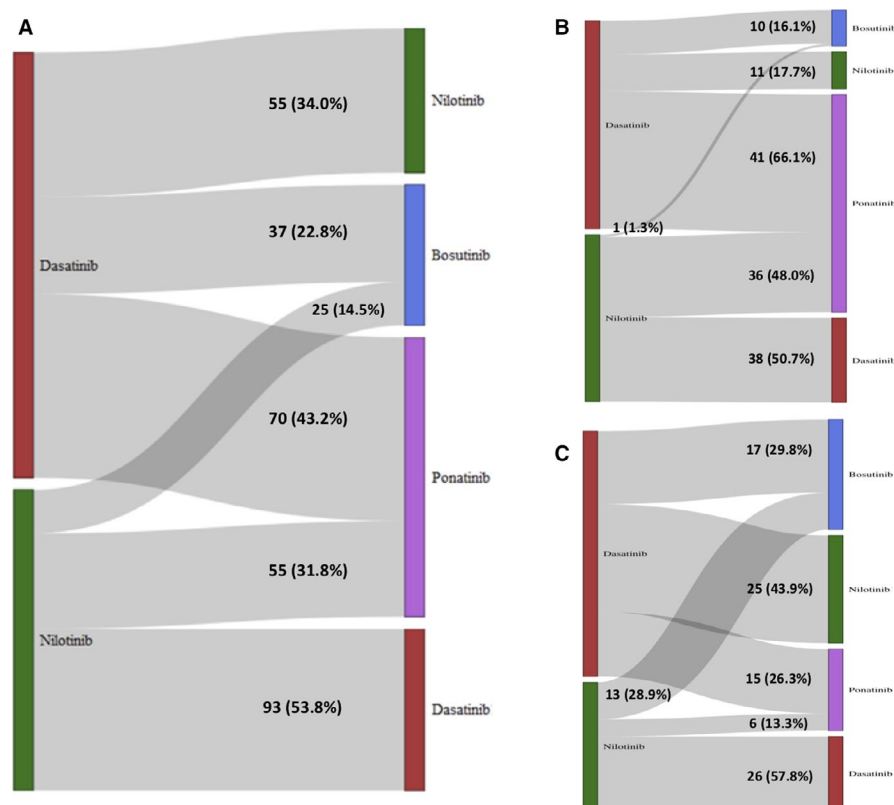 A
Dasatinib
Nilotinib
55 (34.0%)
37 (22.8%)
25 (14.5%)
70 (43.2%)
55 (31.8%)
93 (53.8%)
Nilotinib
Bosutinib
Ponatinib
Dasatinib
B
Dasatinib
Nilotinib
10 (16.1%)
11 (17.7%)
41 (66.1%)
1 (1.3%)
36 (48.0%)
38 (50.7%)
Bosutinib
Nilotinib
Ponatinib
Dasatinib
C
Dasatinib
Nilotinib
17 (29.8%)
25 (43.9%)
15 (26.3%)
13 (28.9%)
6 (13.3%)
26 (57.8%)
Bosutinib
Nilotinib
Ponatinib
Dasatinib